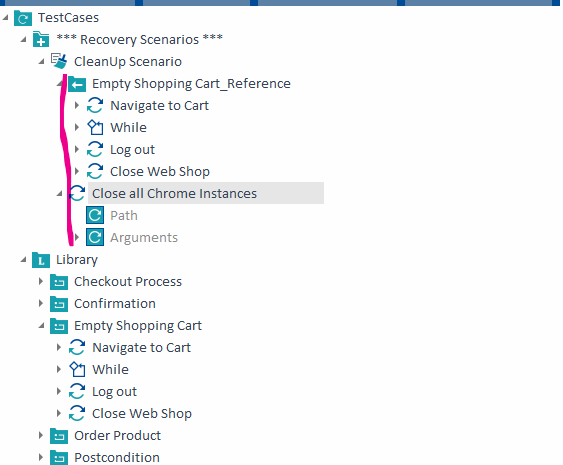 TestCases
*** Recovery Scenarios ***
CleanUp Scenario
Empty Shopping Cart_Reference
Navigate to Cart
While
Log out
Close Web Shop
Close all Chrome Instances
Path
Arguments
L Library
Checkout Process
Confirmation
Empty Shopping Cart
Navigate to Cart
While
Log out
Close Web Shop
Order Product
Postcondition